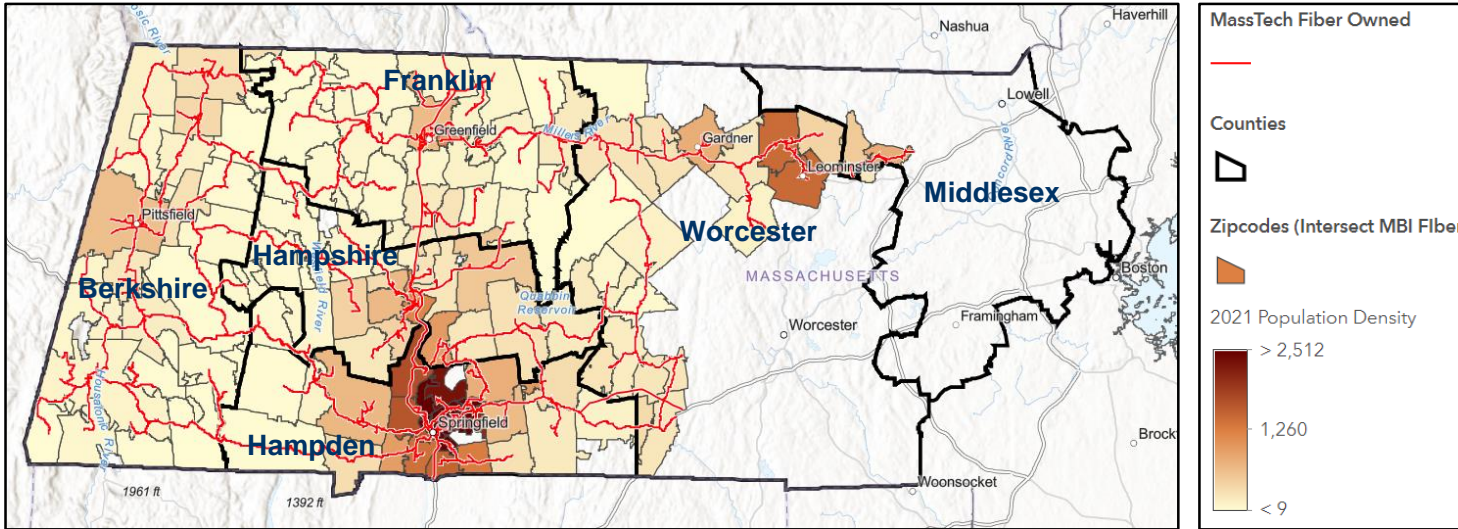 Haverhill
Nashua
Lowell
Franklin
Greenfield
Millers River
Gardner
Leominster
Middlesex
Pittsfield
Worcester
Hampshire
MASSACHUSETTS
Boston
Berkshire
Quabbin
Reservoir
Worcester
Framingham
Housatonic River
Springfield
Hampden
Woonsocket
1961 ft
1392 ft
MassTech Fiber Owned
Counties
Zipcodes (Intersect MBI FIber
2021 Population Density
> 2,512
1,260
< 9